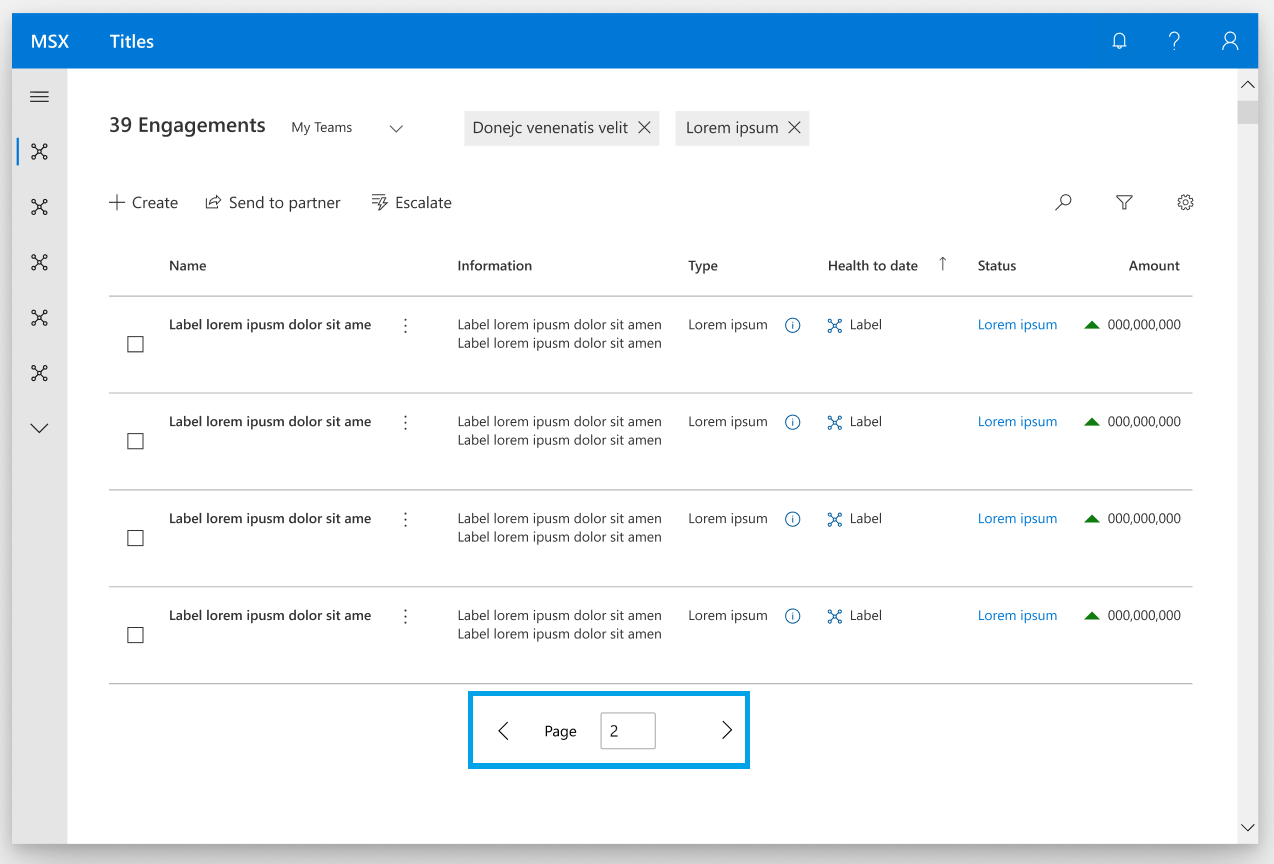 MSX Titles
39 Engagements My Teams Donejc venenatis velit Lorem ipsum
Create Send to partner Escalate
Name Information Type Health to date Status Amount
Label lorem ipusm dolor sit ame Label lorem ipusm dolor sit amen Lorem ipsum Label Lorem ipsum 000,000,000
Label lorem ipusm dolor sit amen
Label lorem ipusm dolor sit ame Label lorem ipusm dolor sit amen Lorem ipsum Label Lorem ipsum 000,000,000
Label lorem ipusm dolor sit amen
Label lorem ipusm dolor sit ame Label lorem ipusm dolor sit amen Lorem ipsum Label Lorem ipsum 000,000,000
Label lorem ipusm dolor sit amen
Label lorem ipusm dolor sit ame Label lorem ipusm dolor sit amen Lorem ipsum Label Lorem ipsum 000,000,000
Label lorem ipusm dolor sit amen
Page 2